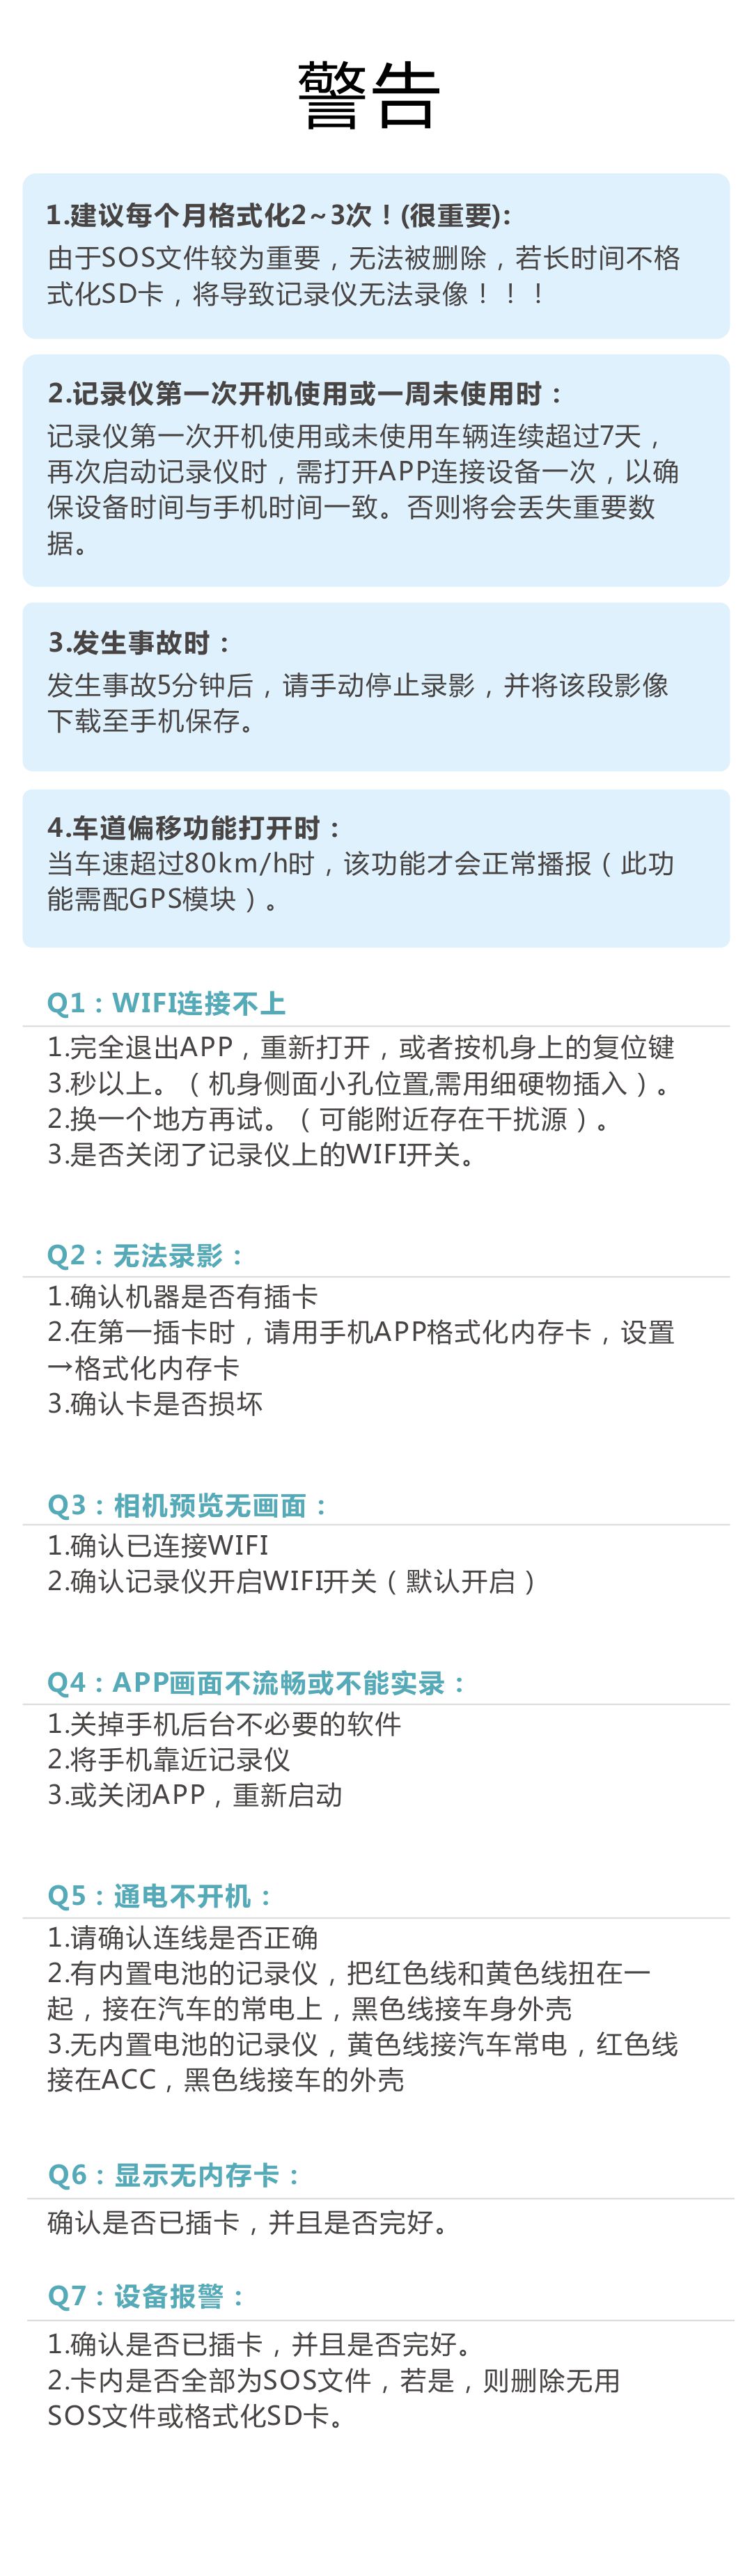 警告
1.建议每个月格式化2~3次！(很重要):
由于SOS文件较为重要，无法被删除，若长时间不格
式化SD卡，将导致记录仪无法录像！！！
2.记录仪第一次开机使用或一周未使用时：
记录仪第一次开机使用或未使用车辆连续超过7天，
再次启动记录仪时，需打开APP连接设备一次，以确
保设备时间与手机时间一致。否则将会丢失重要数
据。
3.发生事故时：
发生事故5分钟后，请手动停止录影，并将该段影像
下载至手机保存。
4.车道偏移功能打开时：
当车速超过80km/h时，该功能才会正常播报（此功
能需配GPS模块）。
Q1：WIFI连接不上
1.完全退出APP，重新打开，或者按机身上的复位键
3.秒以上。（机身侧面小孔位置,需用细硬物插入）。
2.换一个地方再试。（可能附近存在干扰源）。
3.是否关闭了记录仪上的WIFI开关。
Q2：无法录影：
1.确认机器是否有插卡
2.在第一插卡时，请用手机APP格式化内存卡，设置
→格式化内存卡
3.确认卡是否损坏
Q3：相机预览无画面：
1.确认已连接WIFI
2.确认记录仪开启WIFI开关（默认开启）
Q4：APP画面不流畅或不能实录：
1.关掉手机后台不必要的软件
2.将手机靠近记录仪
3.或关闭APP，重新启动
Q5：通电不开机：
1.请确认连线是否正确
2.有内置电池的记录仪，把红色线和黄色线扭在一
起，接在汽车的常电上，黑色线接车身外壳
3.无内置电池的记录仪，黄色线接汽车常电，红色线
接在ACC，黑色线接车的外壳
Q6：显示无内存卡：
确认是否已插卡，并且是否完好。
Q7：设备报警：
1.确认是否已插卡，并且是否完好。
2.卡内是否全部为SOS文件，若是，则删除无用
SOS文件或格式化SD卡。